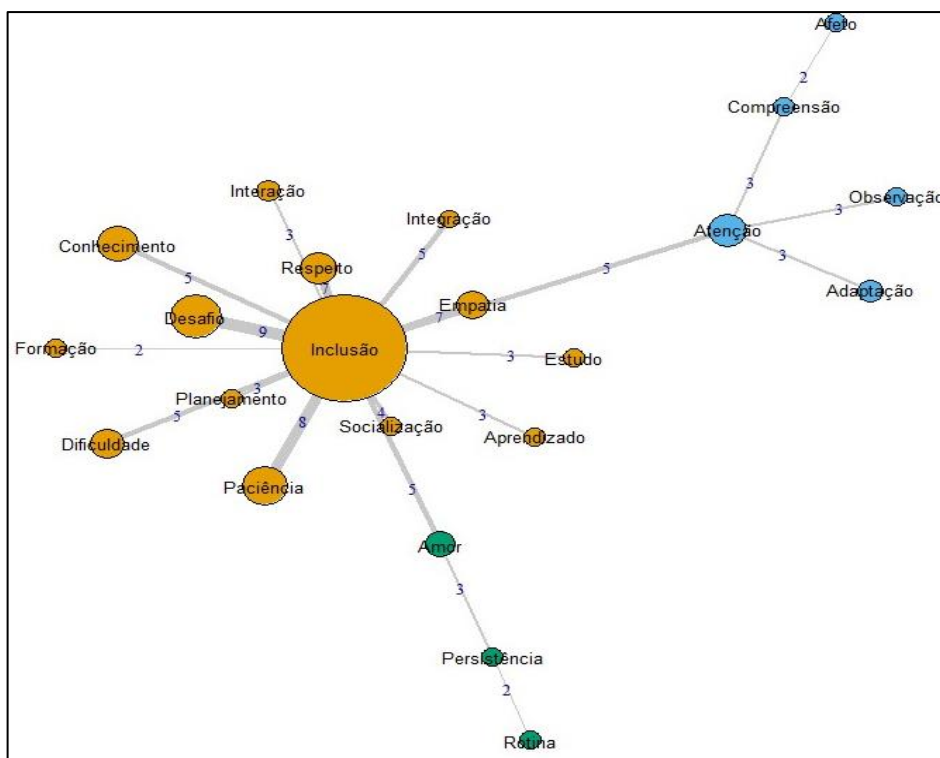 Afeto
2
Compreensão
Interação
3
Observação
3
Integração
3
Atenção
Conhecimento
3
5
3
Respeito
5
5
7
Adaptação
Empatia
Desafio
7
9
Formação
2
Inclusão
3
Estudo
Planejamento
3
5
Socialização
4
3
Aprendizado
Dificuldade
8
Paciência
5
Amor
3
Persistência
2
Rotina